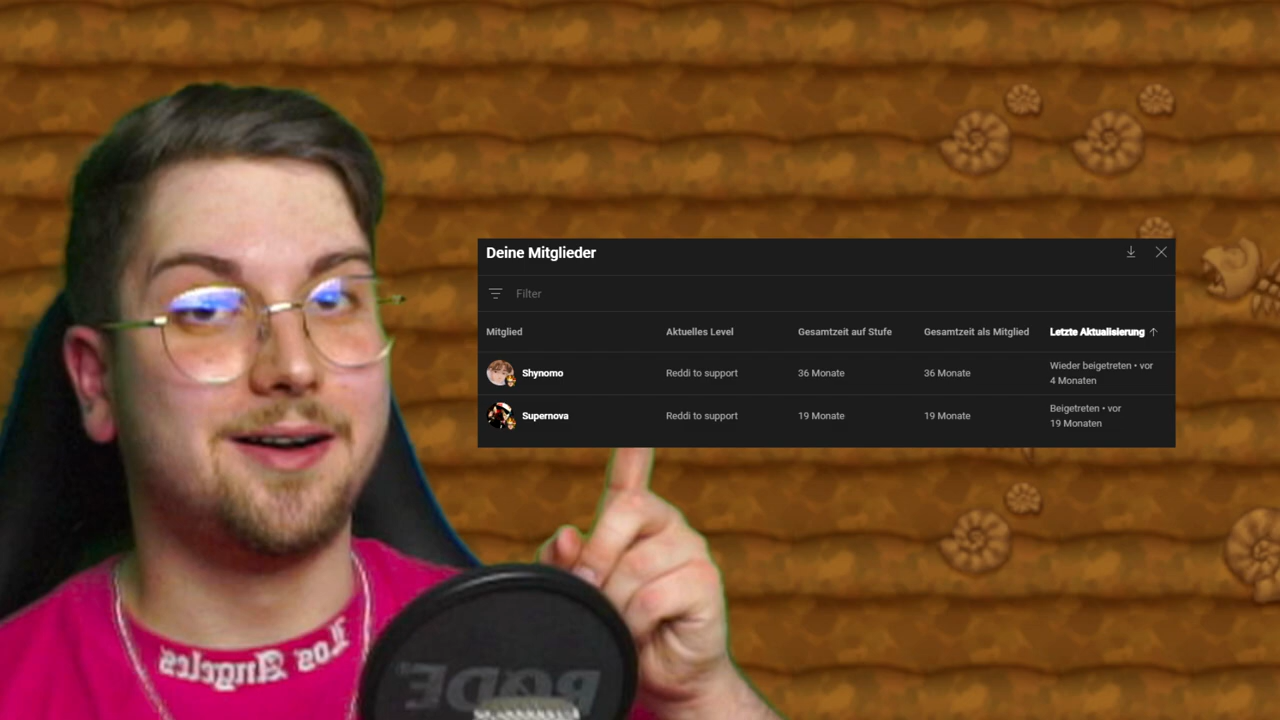 Deine Mitglieder
Filter
Mitglied Aktuelles Level Gesamtzeit auf Stufe Gesamtzeit als Mitglied Letzte Aktualisierung
Shynomo Reddi to support 36 Monate 36 Monate Wieder beigetreten • vor
4 Monaten
Supernova Reddi to support 19 Monate 19 Monate Beigetreten • vor
19 Monaten
Los Angeles
RØDE